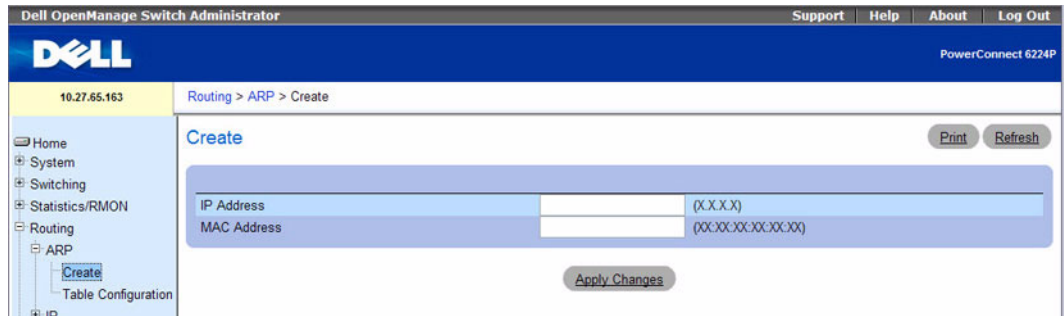 Dell OpenManage Switch Administrator Support Help About Log Out
DELL
PowerConnect 6224P
10.27.65.163 Routing > ARP > Create
Home
System
Switching
Statistics/RMON
Routing
ARP
Create
Table Configuration
IP
Create Print Refresh
IP Address (X.X.X.X)
MAC Address (XX:XX:XX:XX:XX:XX)
Apply Changes